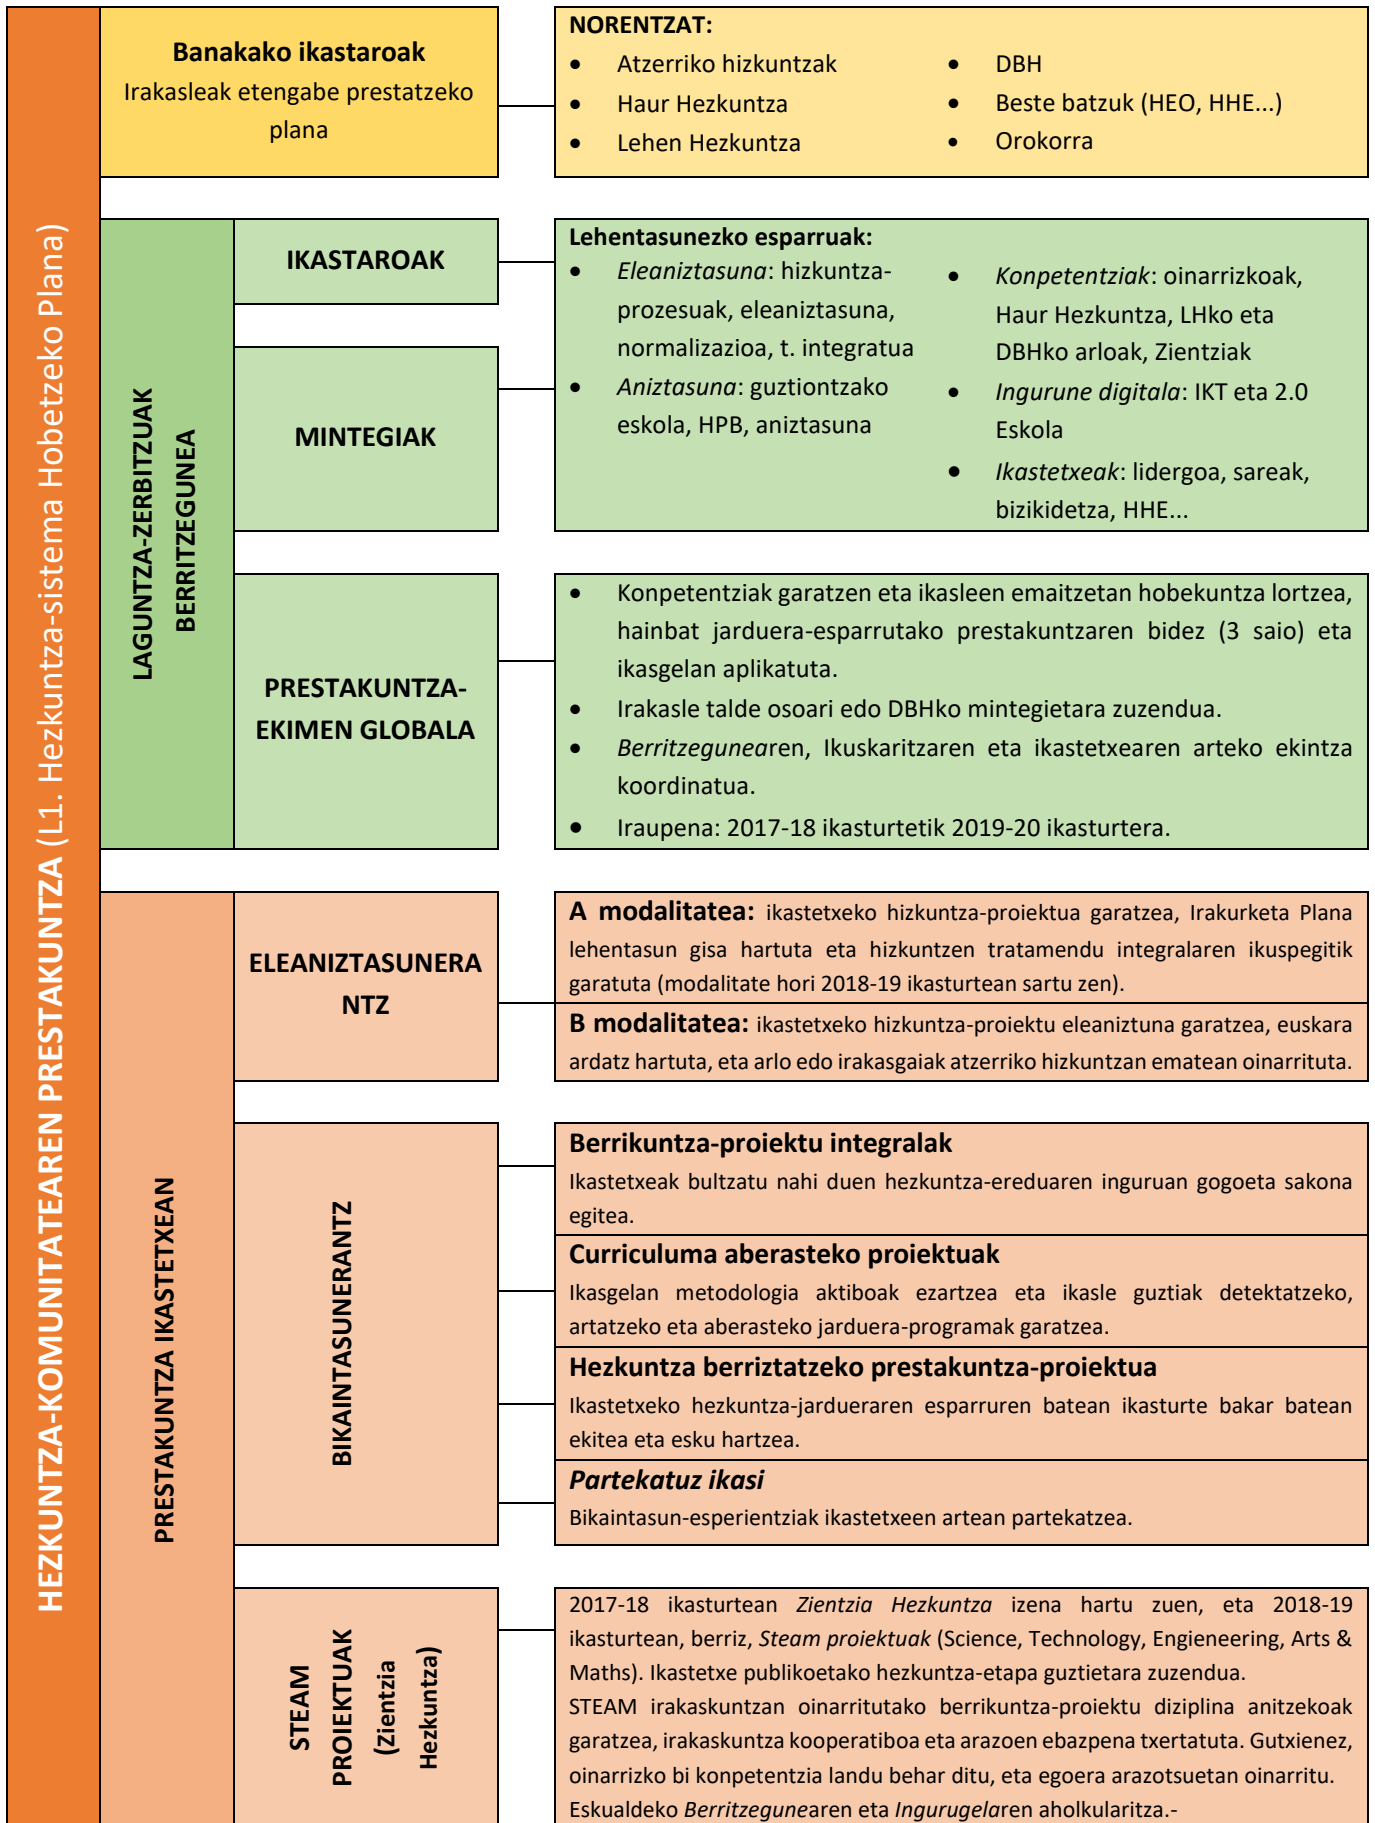 HEZKUNTZA-KOMUNITATEAREN PRESTAKUNTZA (L1. Hezkuntza-sistema Hobetzeko Plana)
Banakako ikastaroak
Irakasleak etengabe prestatzeko
plana
NORENTZAT:
• Atzerriko hizkuntzak
• Haur Hezkuntza
• Lehen Hezkuntza
• DBH
• Beste batzuk (HEO, HHE...)
• Orokorra
LAGUNTZA-ZERBITZUAK
BERRITZEGUNEA
IKASTAROAK
MINTEGIAK
Lehentasunezko esparruak:
• Eleaniztasuna: hizkuntza-
prozesuak, eleaniztasuna,
normalizazioa, t. integratua
• Aniztasuna: guztiontzako
eskola, HPB, aniztasuna
• Konpetentziak: oinarrizkoak,
Haur Hezkuntza, LHko eta
DBHko arloak, Zientziak
• Ingurune digitala: IKT eta 2.0
Eskola
• Ikastetxeak: lidergoa, sareak,
bizikidetza, HHE...
PRESTAKUNTZA-
EKIMEN GLOBALA
• Konpetentziak garatzen eta ikasleen emaitzetan hobekuntza lortzea,
hainbat jarduera-esparrutako prestakuntzaren bidez (3 saio) eta
ikasgelan aplikatuta.
• Irakasle talde osoari edo DBHko mintegietara zuzendua.
• Berritzegunearen, Ikuskaritzaren eta ikastetxearen arteko ekintza
koordinatua.
• Iraupena: 2017-18 ikasturtetik 2019-20 ikasturtera.
PRESTAKUNTZA IKASTETXEAN
ELEANIZTASUNERA
NTZ
A modalitatea: ikastetxeko hizkuntza-proiektua garatzea, Irakurketa Plana
lehentasun gisa hartuta eta hizkuntzen tratamendu integralaren ikuspegitik
garatuta (modalitate hori 2018-19 ikasturtean sartu zen).
B modalitatea: ikastetxeko hizkuntza-proiektu eleaniztuna garatzea, euskara
ardatz hartuta, eta arlo edo irakasgaiak atzerriko hizkuntzan ematean oinarrituta.
BIKAINTASUNERANTZ
Berrikuntza-proiektu integralak
Ikastetxeak bultzatu nahi duen hezkuntza-ereduaren inguruan gogoeta sakona
egitea.
Curriculuma aberasteko proiektuak
Ikasgelan metodologia aktiboak ezartzea eta ikasle guztiak detektatzeko,
artatzeko eta aberasteko jarduera-programak garatzea.
Hezkuntza berriztatzeko prestakuntza-proiektua
Ikastetxeko hezkuntza-jardueraren esparruren batean ikasturte bakar batean
ekitea eta esku hartzea.
Partekatuz ikasi
Bikaintasun-esperientziak ikastetxeen artean partekatzea.
STEAM
PROIEKTUAK
(Zientzia
Hezkuntza)
2017-18 ikasturtean Zientzia Hezkuntza izena hartu zuen, eta 2018-19
ikasturtean, berriz, Steam proiektuak (Science, Technology, Engieneering, Arts &
Maths). Ikastetxe publikoetako hezkuntza-etapa guztietara zuzendua.
STEAM irakaskuntzan oinarritutako berrikuntza-proiektu diziplina anitzekoak
garatzea, irakaskuntza kooperatiboa eta arazoen ebazpena txertatuta. Gutxienez,
oinarrizko bi konpetentzia landu behar ditu, eta egoera arazotsuetan oinarritu.
Eskualdeko Berritzegunearen eta Ingurugelaren aholkularitza.-